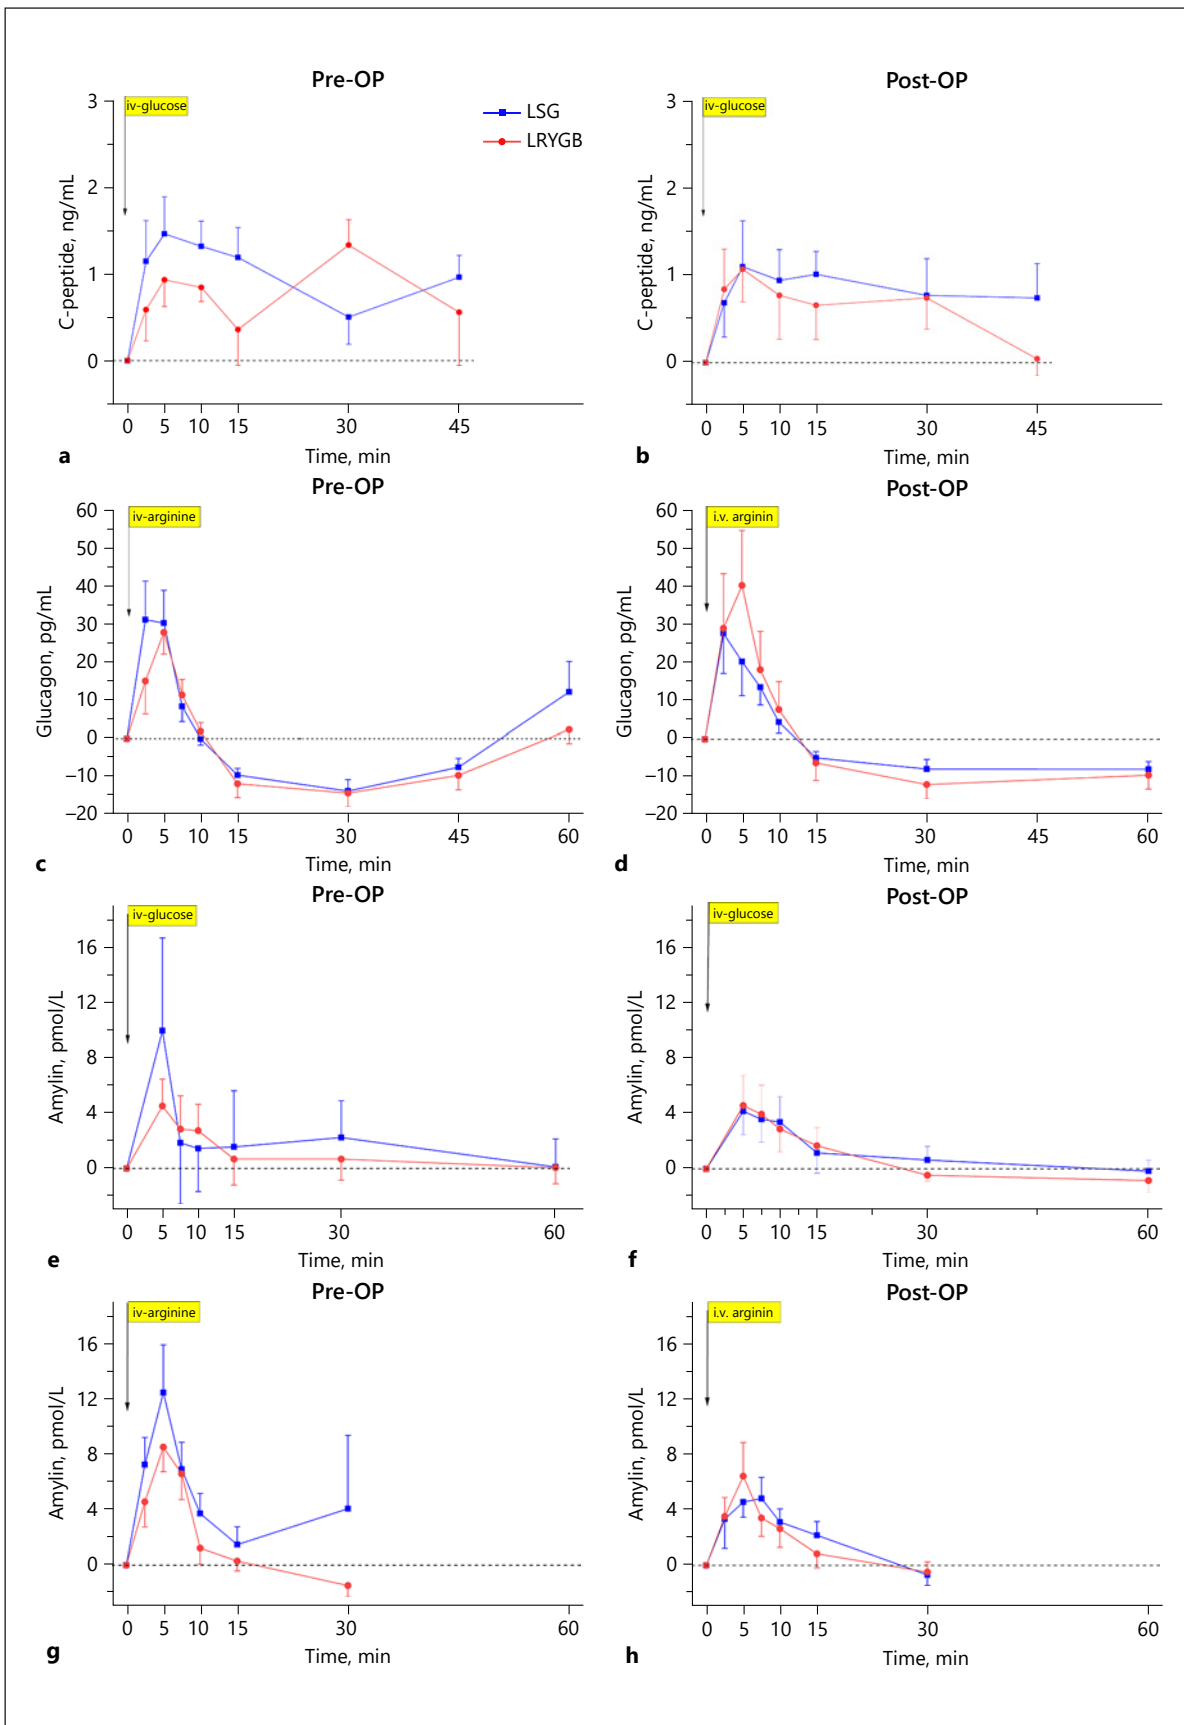 Pre-OP
iv-glucose
LSG
LRYGB
C-peptide, ng/mL
3
2
1
0
0 5 10 15 30 45
Time, min
a
Post-OP
iv-glucose
C-peptide, ng/mL
3
2
1
0
0 5 10 15 30 45
Time, min
b
Pre-OP
iv-arginine
Glucagon, pg/mL
60
50
40
30
20
10
0
–10
–20
0 5 10 15 30 45 60
Time, min
c
Post-OP
i.v. arginin
Glucagon, pg/mL
60
50
40
30
20
10
0
–10
–20
0 5 10 15 30 45 60
Time, min
d
Pre-OP
iv-glucose
Amylin, pmol/L
16
12
8
4
0
0 5 10 15 30 60
Time, min
e
Post-OP
iv-glucose
Amylin, pmol/L
16
12
8
4
0
0 5 10 15 30 60
Time, min
f
Pre-OP
iv-arginine
Amylin, pmol/L
16
12
8
4
0
0 5 10 15 30 60
Time, min
g
Post-OP
i.v. arginin
Amylin, pmol/L
16
12
8
4
0
0 5 10 15 30 60
Time, min
h